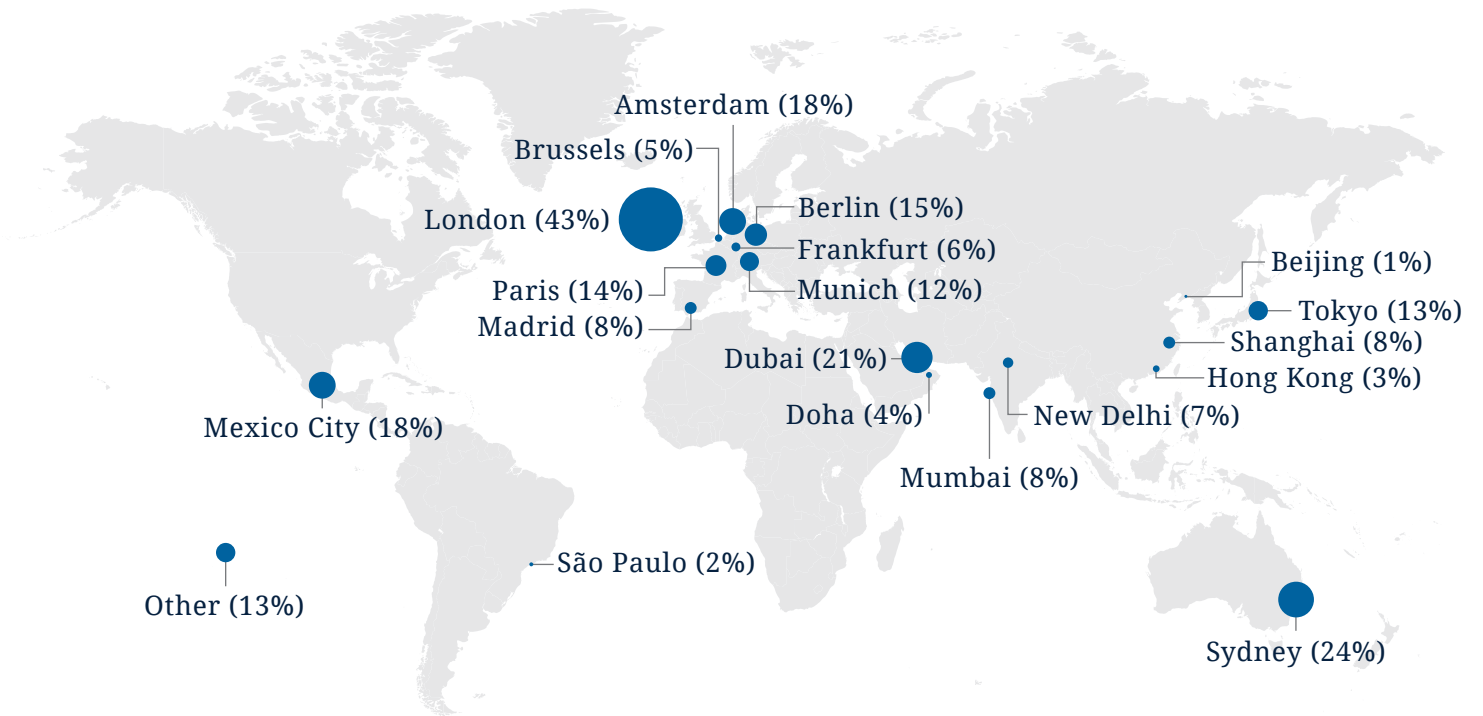 Amsterdam (18%)
Brussels (5%)
Berlin (15%)
London (43%)
Frankfurt (6%)
Beijing (1%)
Paris (14%)
Munich (12%)
Tokyo (13%)
Madrid (8%)
Shanghai (8%)
Dubai (21%)
Hong Kong (3%)
Doha (4%)
New Delhi (7%)
Mexico City (18%)
Mumbai (8%)
São Paulo (2%)
Other (13%)
Sydney (24%)